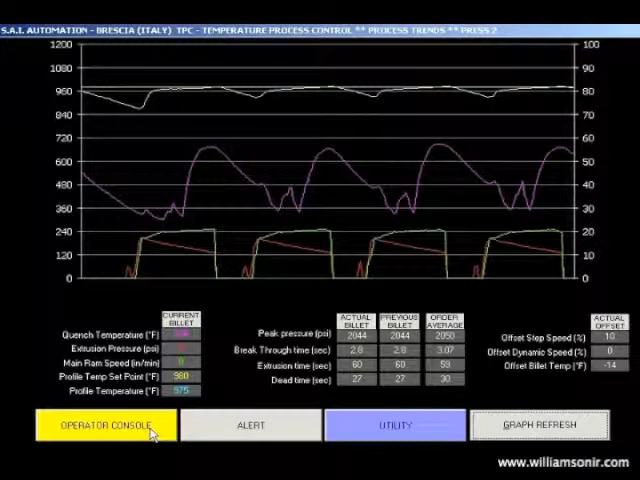 S.A.I. AUTOMATION - BRESCIA (ITALY) TPC - TEMPERATURE PROCESS CONTROL ** PROCESS TRENDS ** PRESS 2
1200 100
1080 90
960 80
840 70
720 60
600 50
480 40
360 30
240 20
120 10
0 0
CURRENT BILLET
Quench Temperature (°F)
Extrusion Pressure (psi)
Main Ram Speed (in/min) 0
Profile Temp Set Point (°F) 980
Profile Temperature (°F) 975
ACTUAL BILLET PREVIOUS BILLET ORDER AVERAGE
Peak pressure (psi) 2044 2044 2050
Break Through time (sec) 2.8 2.8 3.07
Extrusion time (sec) 60 60 59
Dead time (sec) 27 27 30
ACTUAL OFFSET
Offset Step Speed (%) 10
Offset Dynamic Speed (%) 0
Offset Billet Temp (°F) -14
OPERATOR CONSOLE ALERT UTILITY GRAPH REFRESH
www.williamsonir.com